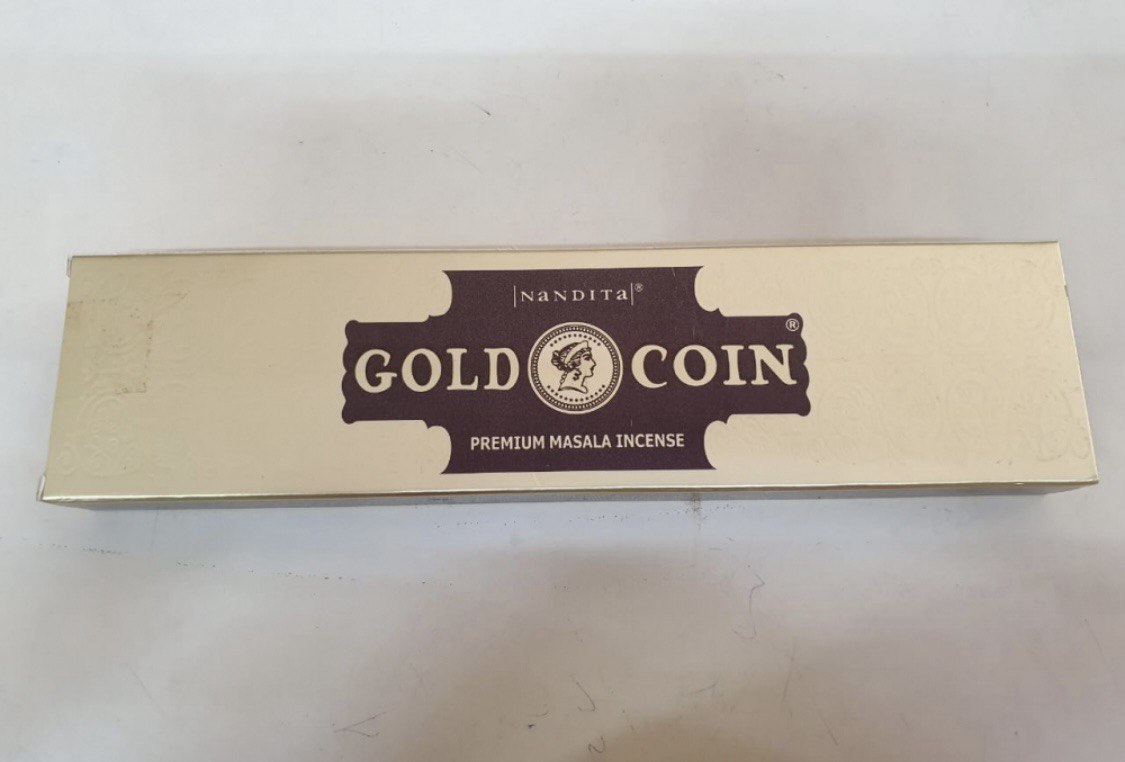 NaNDITa®
GOLD COIN®
PREMIUM MASALA INCENSE